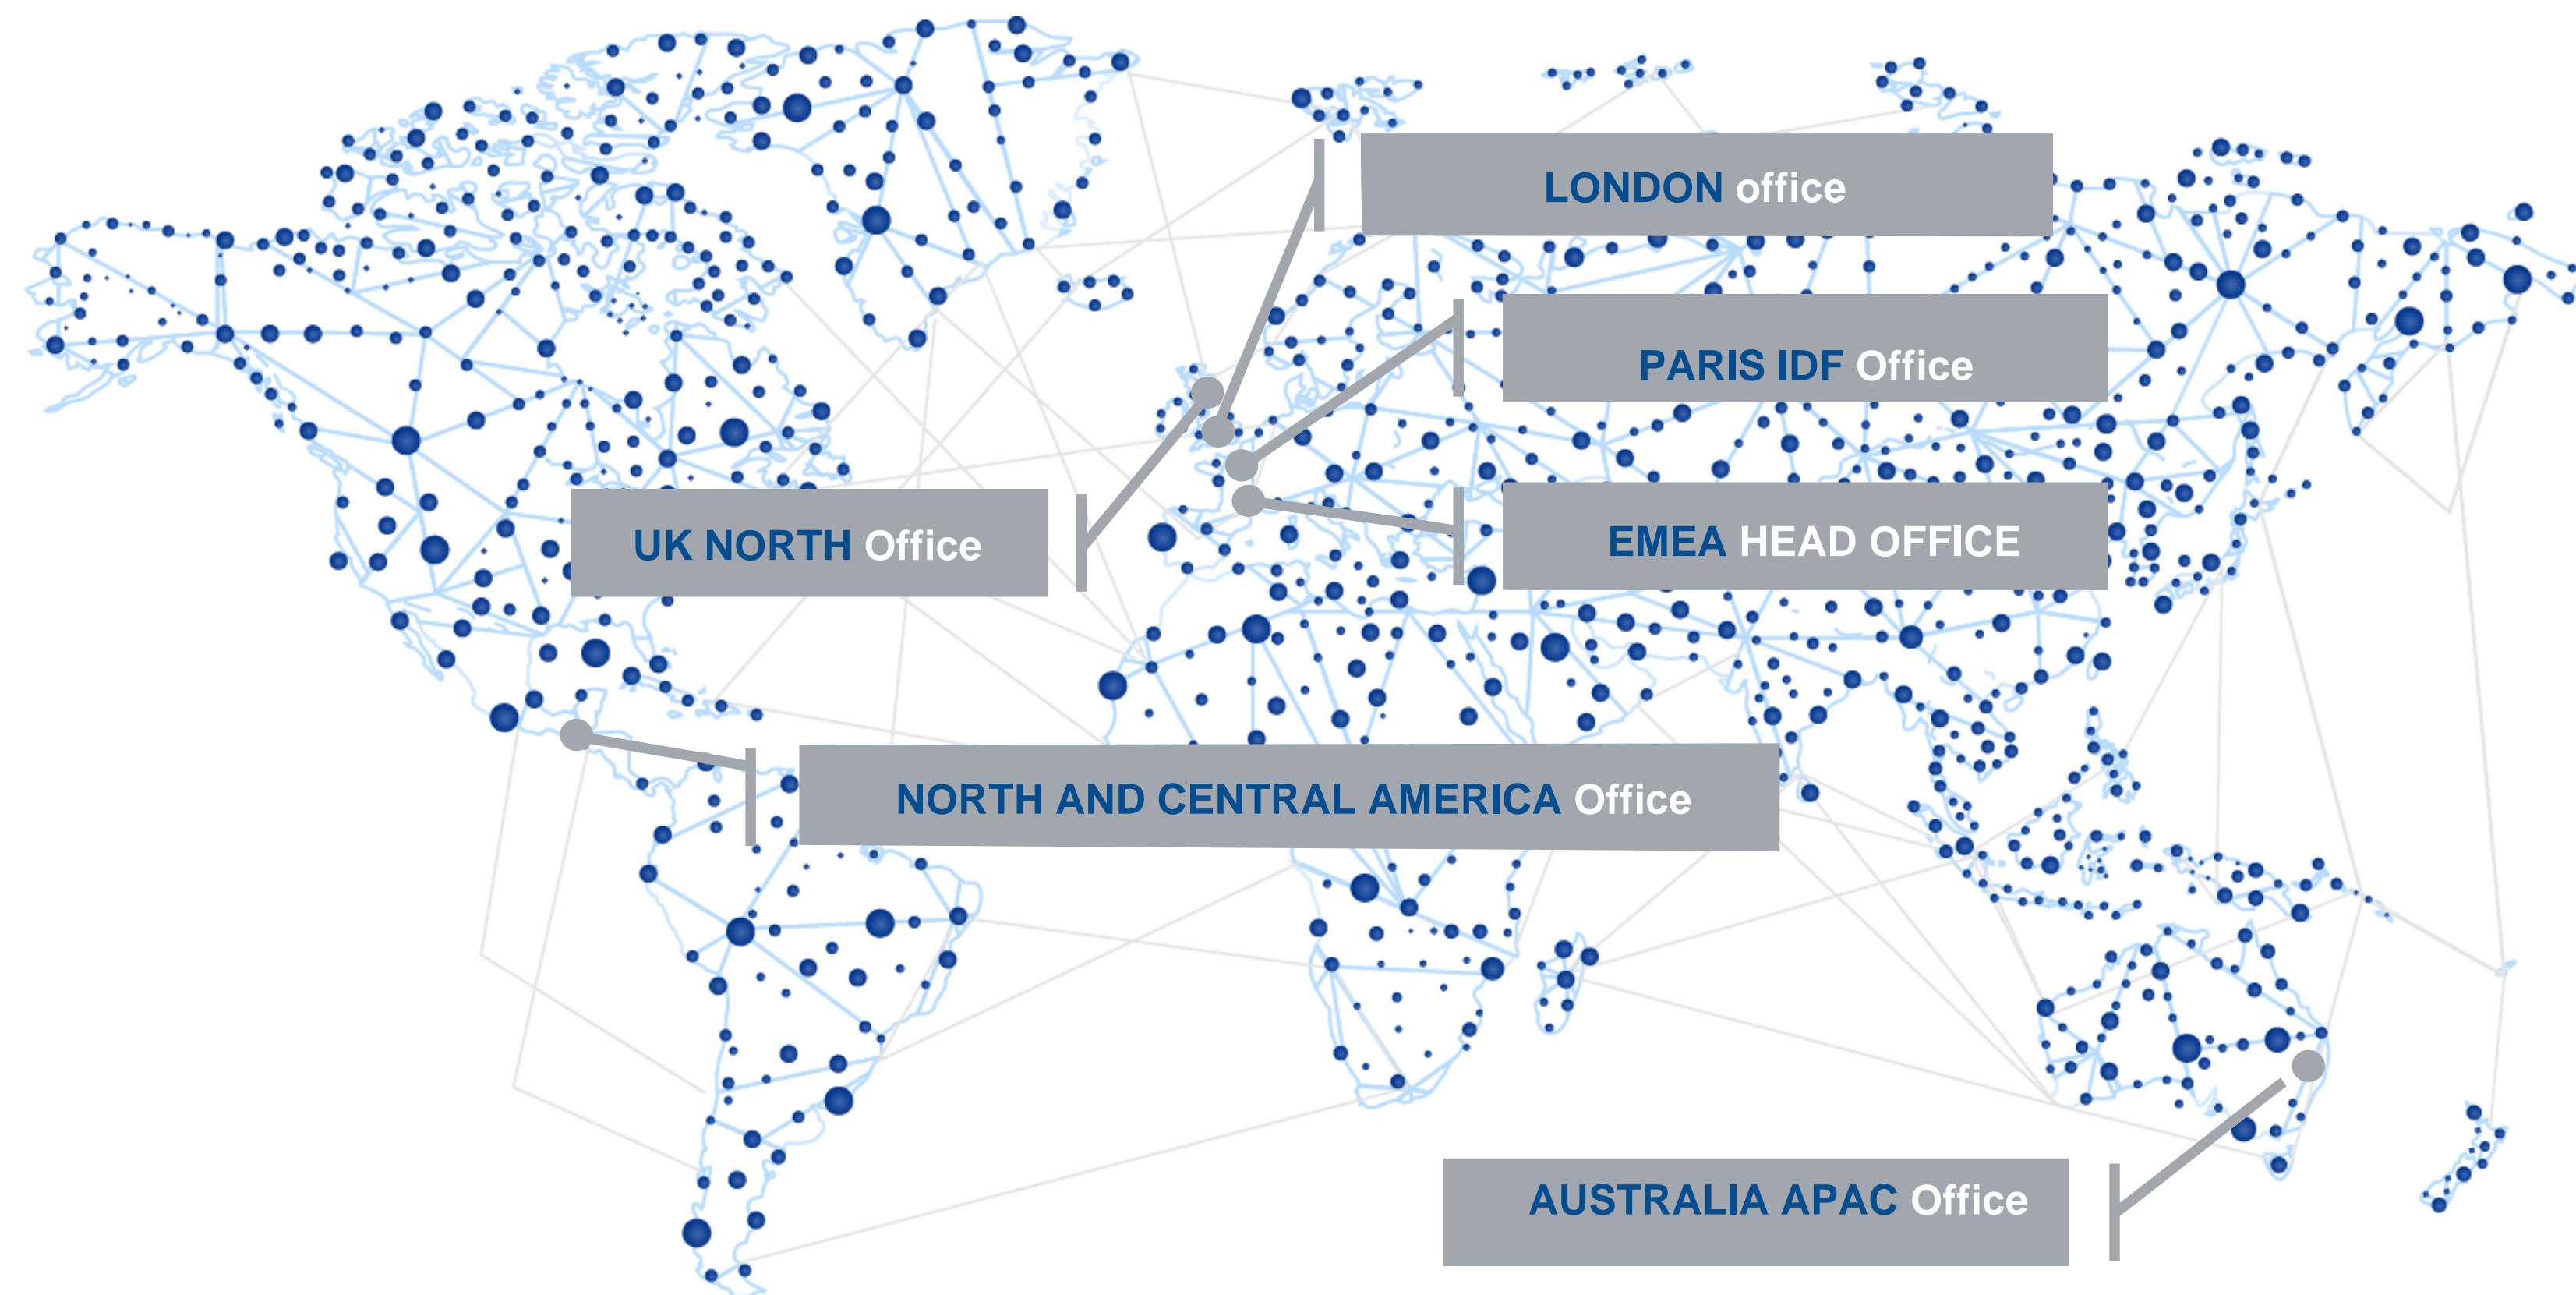 LONDON office
PARIS IDF Office
UK NORTH Office
EMEA HEAD OFFICE
NORTH AND CENTRAL AMERICA Office
AUSTRALIA APAC Office